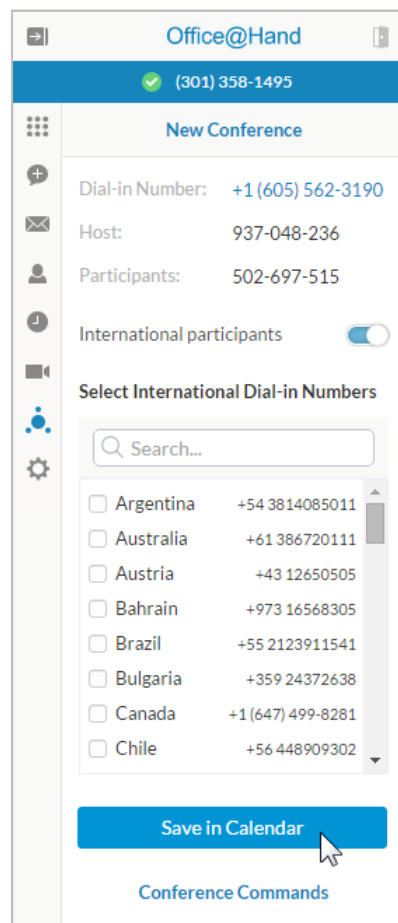 Office@Hand
(301) 358-1495
New Conference
Dial-in Number: +1 (605) 562-3190
Host: 937-048-236
Participants: 502-697-515
International participants
Select International Dial-in Numbers
Search...
Argentina +54 3814085011
Australia +61 386720111
Austria +43 12650505
Bahrain +973 16568305
Brazil +55 2123911541
Bulgaria +359 24372638
Canada +1 (647) 499-8281
Chile +56 448909302
Save in Calendar
Conference Commands